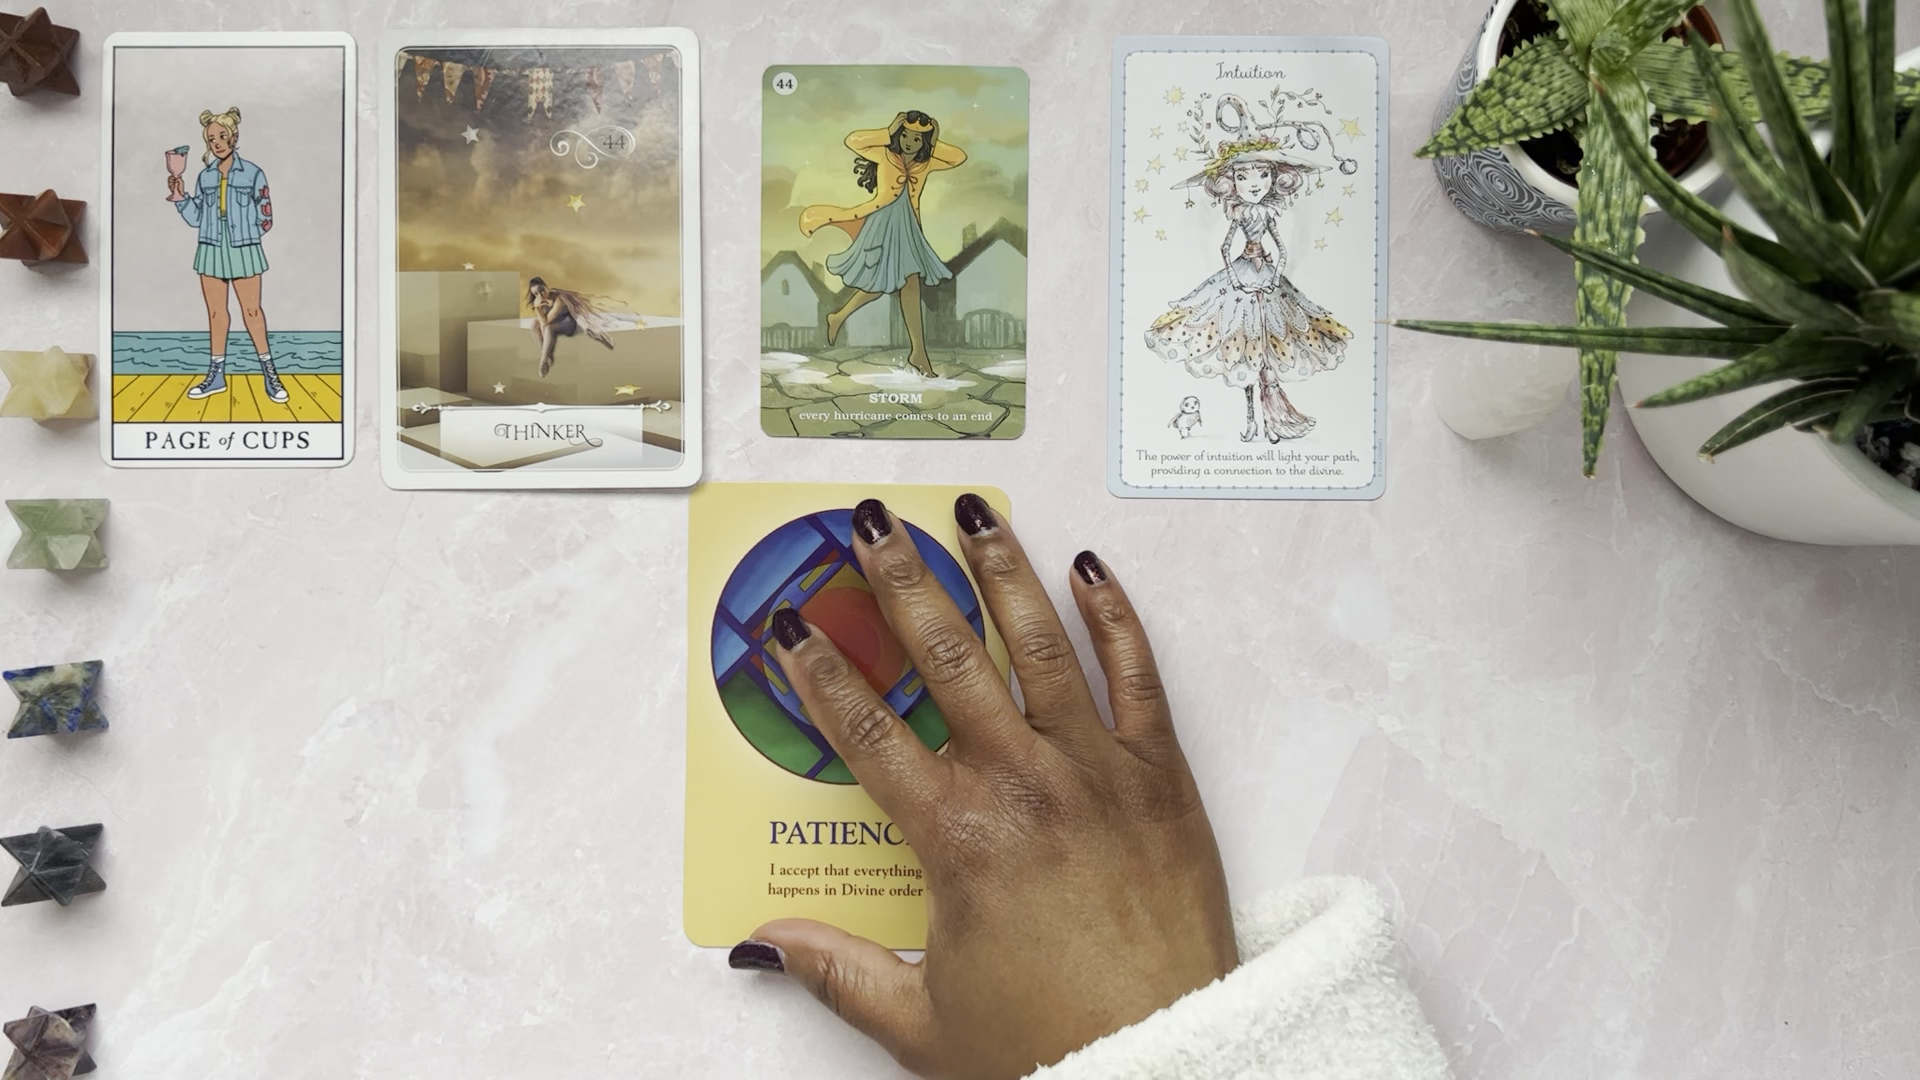 PAGE of CUPS
44
THINKER
44
STORM
every hurricane comes to an end
Intuition
The power of intuition will light your path,
providing a connection to the divine.
I accept that everything
happens in Divine order